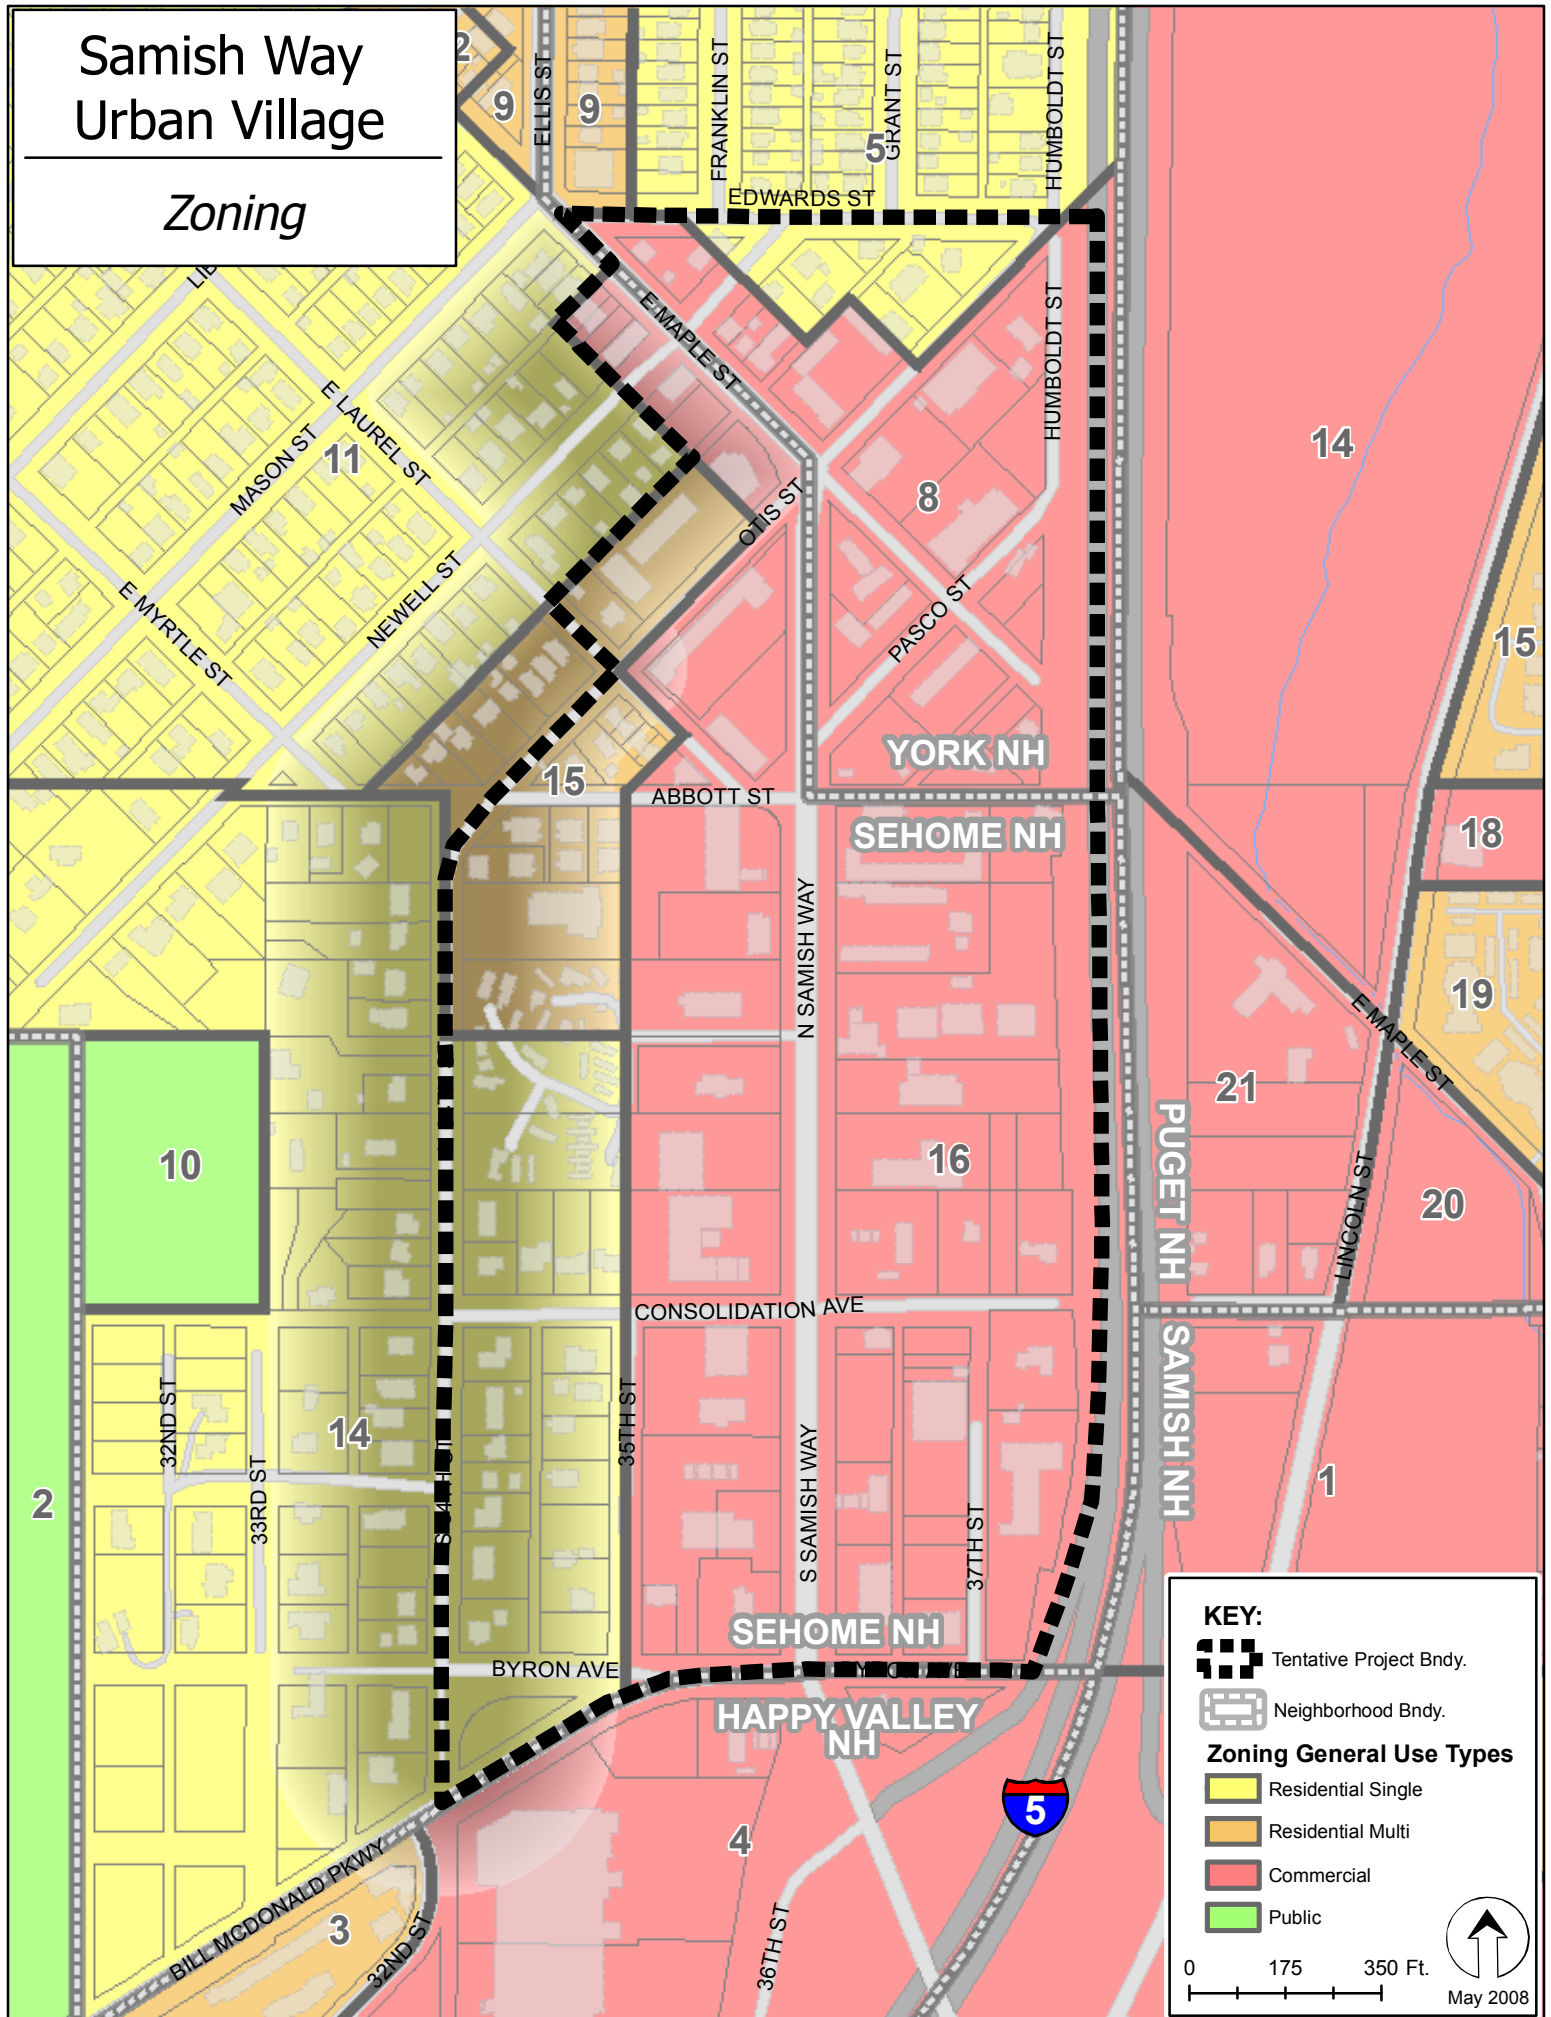 Samish Way
Urban Village
Zoning
2
9
9
5
ELLIS ST
FRANKLIN ST
GRANT ST
HUMBOLDT ST
EDWARDS ST
E MAPLE ST
HUMBOLDT ST
14
E LAUREL ST
11
MASON ST
8
OTIS ST
E MYRTLE ST
NEWELL ST
PASCO ST
15
YORK NH
15
ABBOTT ST
SEHOME NH
18
N SAMISH WAY
19
E MAPLE ST
21
10
16
PUGET NH
20
LINCOLN ST
CONSOLIDATION AVE
SAMISH NH
32ND ST
14
35TH ST
33RD ST
S SAMISH WAY
1
2
37TH ST
SEHOME NH
BYRON AVE
BYRON AVE
HAPPY VALLEY
NH
5
4
BILL MCDONALD PKWY
3
32ND ST
36TH ST
KEY:
Tentative Project Bndy.
Neighborhood Bndy.
Zoning General Use Types
Residential Single
Residential Multi
Commercial
Public
0 175 350 Ft.
May 2008